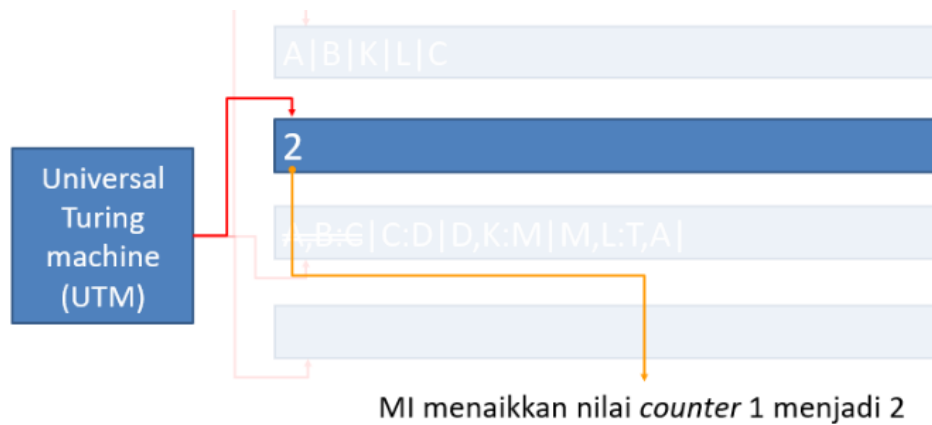 A|B|K|L|C
2
Universal
Turing
machine
(UTM)
A,B:C|C:D|D,K:M|M,L:T,A|
MI menaikkan nilai counter 1 menjadi 2